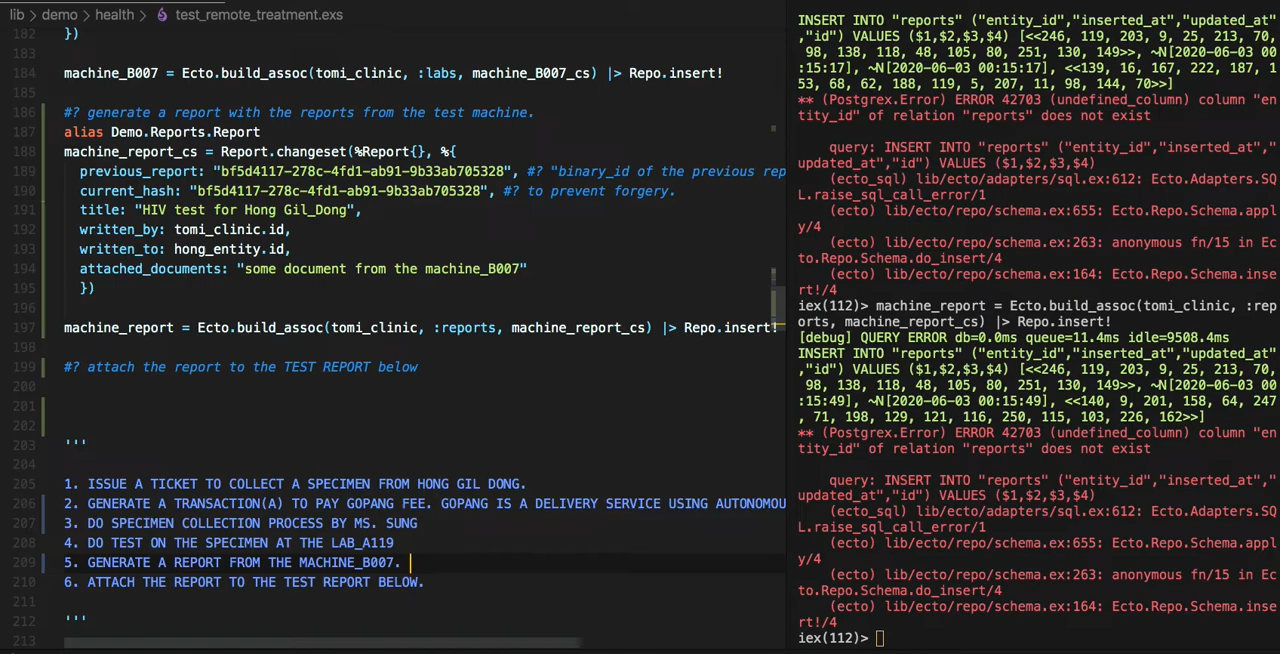 lib > demo > health > test_remote_treatment.exs
182 })
183
184 machine_B007 = Ecto.build_assoc(tomi_clinic, :labs, machine_B007_cs) |> Repo.insert!
185
186 #? generate a report with the reports from the test machine.
187 alias Demo.Reports.Report
188 machine_report_cs = Report.changeset(%Report{}, %{
189 previous_report: "bf5d4117-278c-4fd1-ab91-9b33ab705328", #? "binary_id of the previous rep
190 current_hash: "bf5d4117-278c-4fd1-ab91-9b33ab705328", #? to prevent forgery.
191 title: "HIV test for Hong Gil_Dong",
192 written_by: tomi_clinic.id,
193 written_to: hong_entity.id,
194 attached_documents: "some document from the machine_B007"
195 })
196
197 machine_report = Ecto.build_assoc(tomi_clinic, :reports, machine_report_cs) |> Repo.insert!
198
199 #? attach the report to the TEST REPORT below
200
201
202
203 '''
204
205 1. ISSUE A TICKET TO COLLECT A SPECIMEN FROM HONG GIL DONG.
206 2. GENERATE A TRANSACTION(A) TO PAY GOPANG FEE. GOPANG IS A DELIVERY SERVICE USING AUTONOMOU
207 3. DO SPECIMEN COLLECTION PROCESS BY MS. SUNG
208 4. DO TEST ON THE SPECIMEN AT THE LAB_A119
209 5. GENERATE A REPORT FROM THE MACHINE_B007.
210 6. ATTACH THE REPORT TO THE TEST REPORT BELOW.
211
212 '''
213
INSERT INTO "reports" ("entity_id","inserted_at","updated_at"
,"id") VALUES ($1,$2,$3,$4) [<<246, 119, 203, 9, 25, 213, 70,
98, 138, 118, 48, 105, 80, 251, 130, 149>>, ~N[2020-06-03 00
:15:17], ~N[2020-06-03 00:15:17], <<139, 16, 167, 222, 187, 1
53, 68, 62, 188, 119, 5, 207, 11, 98, 144, 70>>]
** (Postgrex.Error) ERROR 42703 (undefined_column) column "en
tity_id" of relation "reports" does not exist
query: INSERT INTO "reports" ("entity_id","inserted_at","
updated_at","id") VALUES ($1,$2,$3,$4)
(ecto_sql) lib/ecto/adapters/sql.ex:612: Ecto.Adapters.SQ
L.raise_sql_call_error/1
(ecto) lib/ecto/repo/schema.ex:655: Ecto.Repo.Schema.appl
y/4
(ecto) lib/ecto/repo/schema.ex:263: anonymous fn/15 in Ec
to.Repo.Schema.do_insert/4
(ecto) lib/ecto/repo/schema.ex:164: Ecto.Repo.Schema.inse
rt!/4
iex(112)> machine_report = Ecto.build_assoc(tomi_clinic, :rep
orts, machine_report_cs) |> Repo.insert!
[debug] QUERY ERROR db=0.0ms queue=11.4ms idle=9508.4ms
INSERT INTO "reports" ("entity_id","inserted_at","updated_at"
,"id") VALUES ($1,$2,$3,$4) [<<246, 119, 203, 9, 25, 213, 70,
98, 138, 118, 48, 105, 80, 251, 130, 149>>, ~N[2020-06-03 00
:15:49], ~N[2020-06-03 00:15:49], <<140, 9, 201, 158, 64, 247
, 71, 198, 129, 121, 116, 250, 115, 103, 226, 162>>]
** (Postgrex.Error) ERROR 42703 (undefined_column) column "en
tity_id" of relation "reports" does not exist
query: INSERT INTO "reports" ("entity_id","inserted_at","
updated_at","id") VALUES ($1,$2,$3,$4)
(ecto_sql) lib/ecto/adapters/sql.ex:612: Ecto.Adapters.SQ
L.raise_sql_call_error/1
(ecto) lib/ecto/repo/schema.ex:655: Ecto.Repo.Schema.appl
y/4
(ecto) lib/ecto/repo/schema.ex:263: anonymous fn/15 in Ec
to.Repo.Schema.do_insert/4
(ecto) lib/ecto/repo/schema.ex:164: Ecto.Repo.Schema.inse
rt!/4
iex(112)>